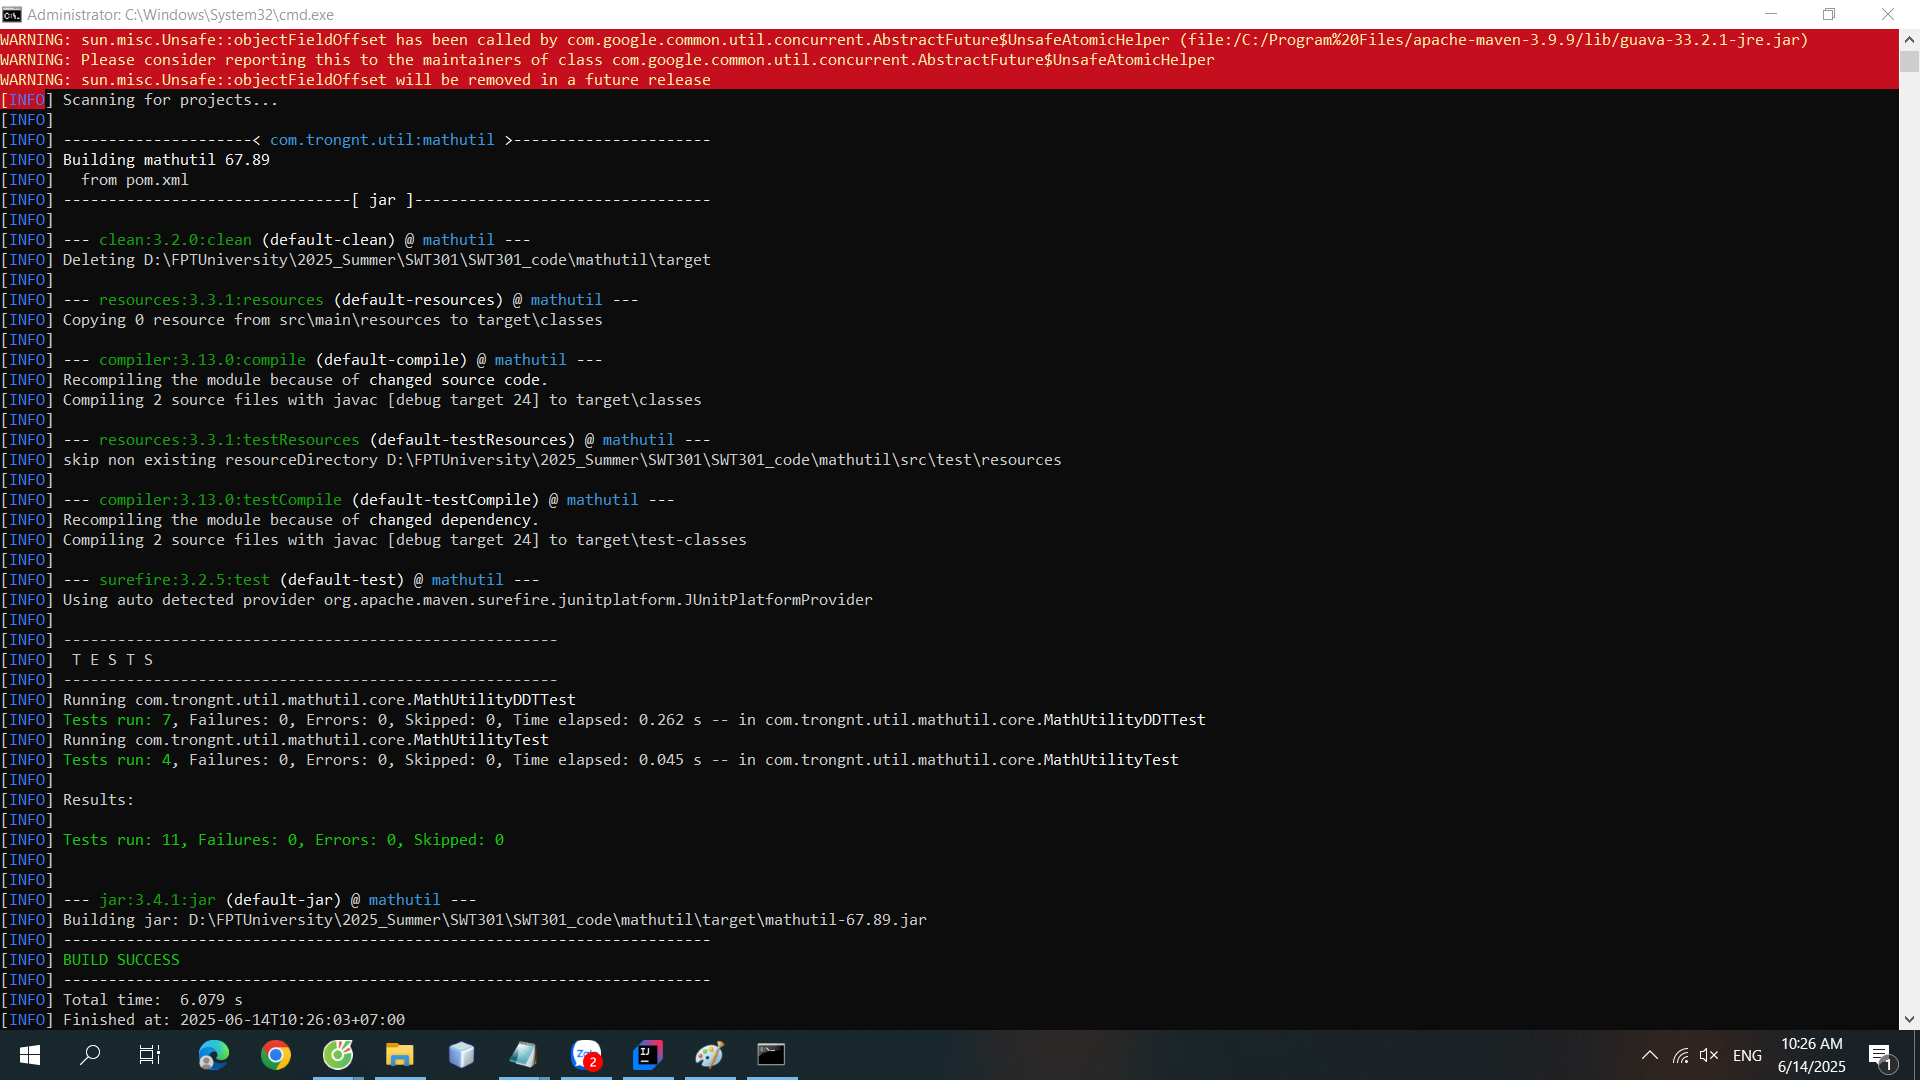 Administrator: C:\Windows\System32\cmd.exe
WARNING: sun.misc.Unsafe::objectFieldOffset has been called by com.google.common.util.concurrent.AbstractFuture$UnsafeAtomicHelper (file:/C:/Program%20Files/apache-maven-3.9.9/lib/guava-33.2.1-jre.jar)
WARNING: Please consider reporting this to the maintainers of class com.google.common.util.concurrent.AbstractFuture$UnsafeAtomicHelper
WARNING: sun.misc.Unsafe::objectFieldOffset will be removed in a future release
[INFO] Scanning for projects...
[INFO]
[INFO] ---------------------< com.trongnt.util:mathutil >----------------------
[INFO] Building mathutil 67.89
[INFO]   from pom.xml
[INFO] --------------------------------[ jar ]---------------------------------
[INFO]
[INFO] --- clean:3.2.0:clean (default-clean) @ mathutil ---
[INFO] Deleting D:\FPTUniversity\2025_Summer\SWT301\SWT301_code\mathutil\target
[INFO]
[INFO] --- resources:3.3.1:resources (default-resources) @ mathutil ---
[INFO] Copying 0 resource from src\main\resources to target\classes
[INFO]
[INFO] --- compiler:3.13.0:compile (default-compile) @ mathutil ---
[INFO] Recompiling the module because of changed source code.
[INFO] Compiling 2 source files with javac [debug target 24] to target\classes
[INFO]
[INFO] --- resources:3.3.1:testResources (default-testResources) @ mathutil ---
[INFO] skip non existing resourceDirectory D:\FPTUniversity\2025_Summer\SWT301\SWT301_code\mathutil\src\test\resources
[INFO]
[INFO] --- compiler:3.13.0:testCompile (default-testCompile) @ mathutil ---
[INFO] Recompiling the module because of changed dependency.
[INFO] Compiling 2 source files with javac [debug target 24] to target\test-classes
[INFO]
[INFO] --- surefire:3.2.5:test (default-test) @ mathutil ---
[INFO] Using auto detected provider org.apache.maven.surefire.junitplatform.JUnitPlatformProvider
[INFO]
[INFO] -------------------------------------------------------
[INFO]  T E S T S
[INFO] -------------------------------------------------------
[INFO] Running com.trongnt.util.mathutil.core.MathUtilityDDTTest
[INFO] Tests run: 7, Failures: 0, Errors: 0, Skipped: 0, Time elapsed: 0.262 s -- in com.trongnt.util.mathutil.core.MathUtilityDDTTest
[INFO] Running com.trongnt.util.mathutil.core.MathUtilityTest
[INFO] Tests run: 4, Failures: 0, Errors: 0, Skipped: 0, Time elapsed: 0.045 s -- in com.trongnt.util.mathutil.core.MathUtilityTest
[INFO]
[INFO] Results:
[INFO]
[INFO] Tests run: 11, Failures: 0, Errors: 0, Skipped: 0
[INFO]
[INFO]
[INFO] --- jar:3.4.1:jar (default-jar) @ mathutil ---
[INFO] Building jar: D:\FPTUniversity\2025_Summer\SWT301\SWT301_code\mathutil\target\mathutil-67.89.jar
[INFO] ------------------------------------------------------------------------
[INFO] BUILD SUCCESS
[INFO] ------------------------------------------------------------------------
[INFO] Total time:  6.079 s
[INFO] Finished at: 2025-06-14T10:26:03+07:00
2
IJ
ENG
10:26 AM
6/14/2025
1